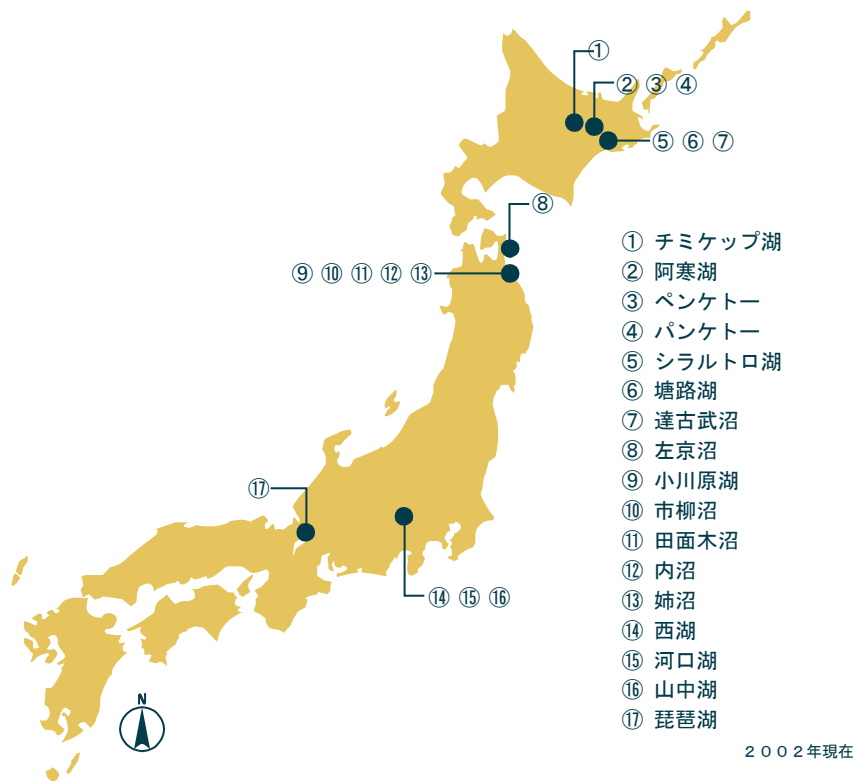 ①
② ③ ④
⑤ ⑥ ⑦
⑧
⑨ ⑩ ⑪ ⑫ ⑬
⑰
⑭ ⑮ ⑯
① チミケップ湖
② 阿寒湖
③ ペンケトー
④ パンケトー
⑤ シラルトロ湖
⑥ 塘路湖
⑦ 達古武沼
⑧ 左京沼
⑨ 小川原湖
⑩ 市柳沼
⑪ 田面木沼
⑫ 内沼
⑬ 姉沼
⑭ 西湖
⑮ 河口湖
⑯ 山中湖
⑰ 琵琶湖
N
２００２年現在